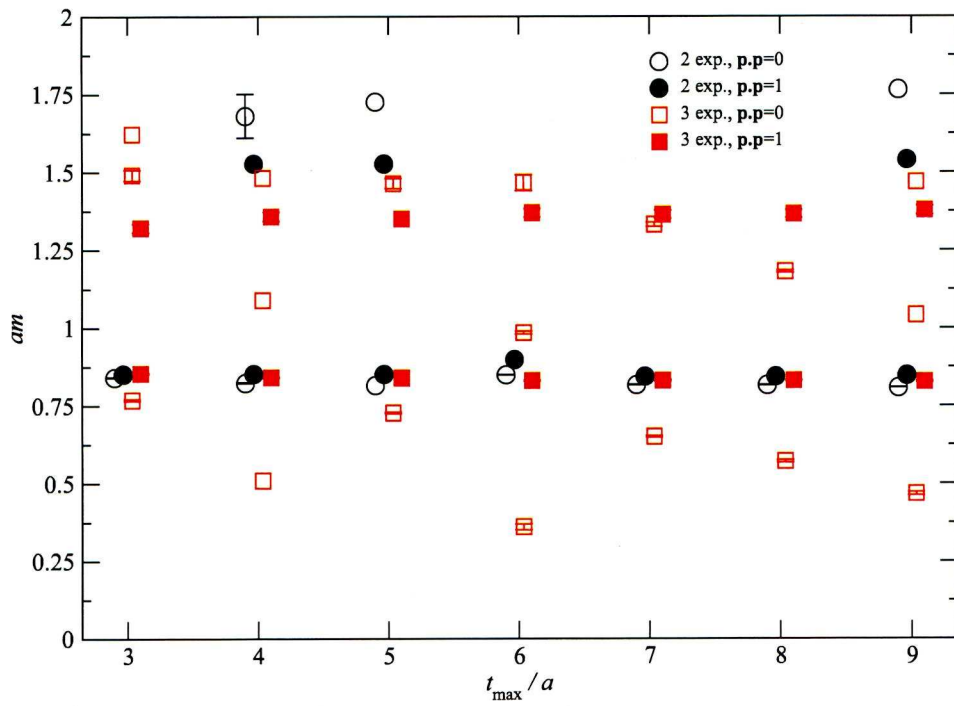 2
1.75
1.5
1.25
1
0.75
0.5
0.25
0
am
3 4 5 6 7 8 9
t_max / a
2 exp., p.p=0
2 exp., p.p=1
3 exp., p.p=0
3 exp., p.p=1